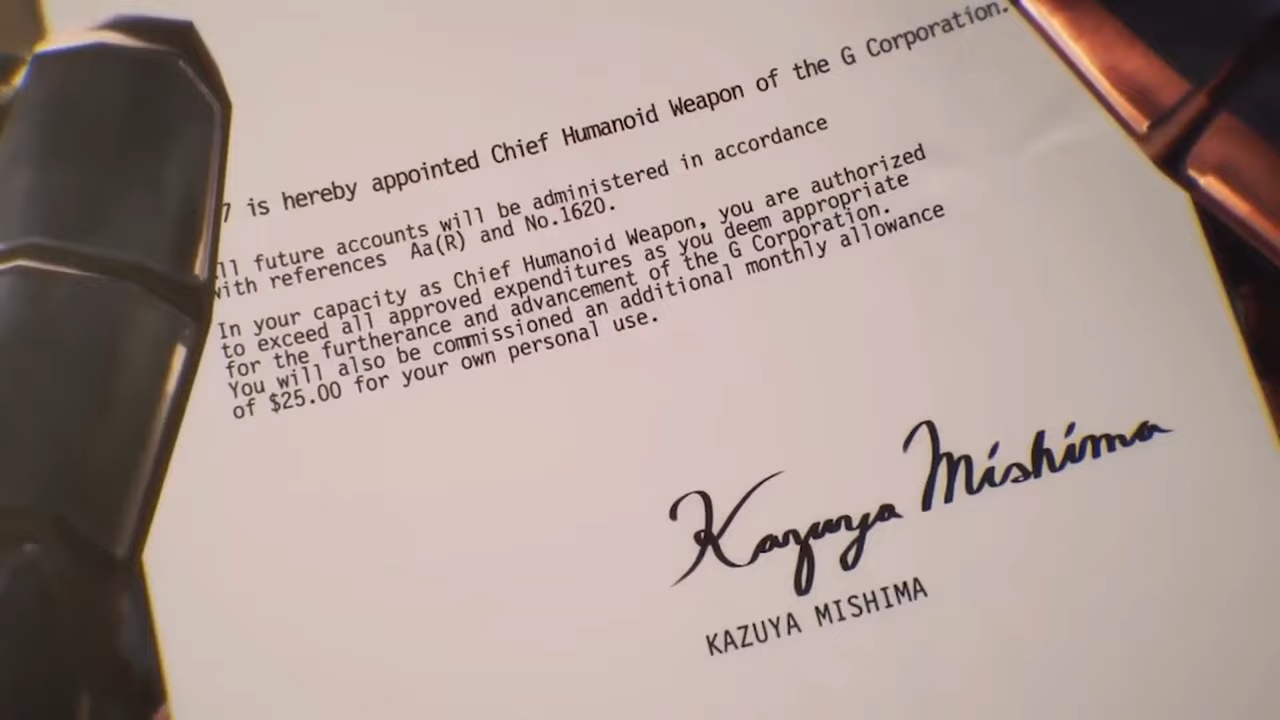 7 is hereby appointed Chief Humanoid Weapon of the G Corporation.
ll future accounts will be administered in accordance
with references Aa(R) and No.1620.
In your capacity as Chief Humanoid Weapon, you are authorized
to exceed all approved expenditures as you deem appropriate
for the furtherance and advancement of the G Corporation.
You will also be commissioned an additional monthly allowance
of $25.00 for your own personal use.
Kazuya Mishima
KAZUYA MISHIMA